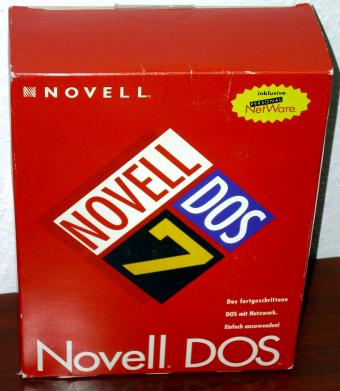 NOVELL
inklusive
PERSONAL
NetWare
NOVELL
DOS
7
Das fortgeschrittene
DOS mit Netzwerk.
Einfach anzuwenden!
Novell DOS